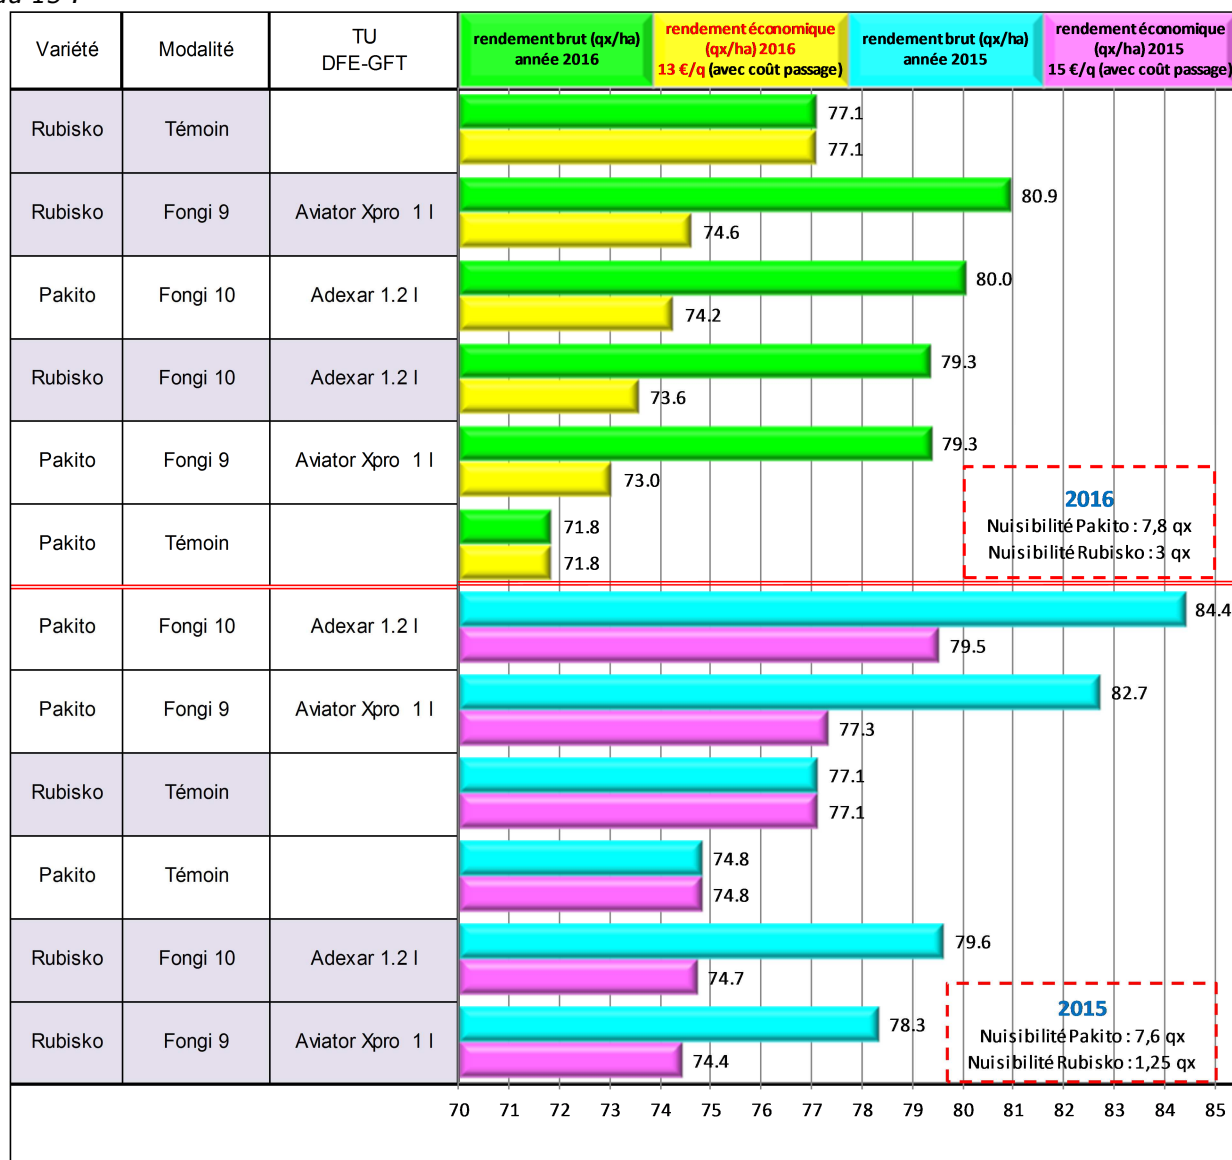 Variété Modalité TU
DFE-GFT
rendement brut (qx/ha)
année 2016
rendement économique
(qx/ha) 2016
13 €/q (avec coût passage)
rendement brut (qx/ha)
année 2015
rendement économique
(qx/ha) 2015
15 €/q (avec coût passage)
Rubisko Témoin 77.1
77.1
Rubisko Fongi 9 Aviator Xpro 1 l 80.9
74.6
Pakito Fongi 10 Adexar 1.2 l 80.0
74.2
Rubisko Fongi 10 Adexar 1.2 l 79.3
73.6
Pakito Fongi 9 Aviator Xpro 1 l 79.3
73.0
Pakito Témoin 71.8
71.8
2016
Nuisibilité Pakito : 7,8 qx
Nuisibilité Rubisko : 3 qx
Pakito Fongi 10 Adexar 1.2 l 84.4
79.5
Pakito Fongi 9 Aviator Xpro 1 l 82.7
77.3
Rubisko Témoin 77.1
77.1
Pakito Témoin 74.8
74.8
Rubisko Fongi 10 Adexar 1.2 l 79.6
74.7
Rubisko Fongi 9 Aviator Xpro 1 l 78.3
74.4
2015
Nuisibilité Pakito : 7,6 qx
Nuisibilité Rubisko : 1,25 qx
70 71 72 73 74 75 76 77 78 79 80 81 82 83 84 85